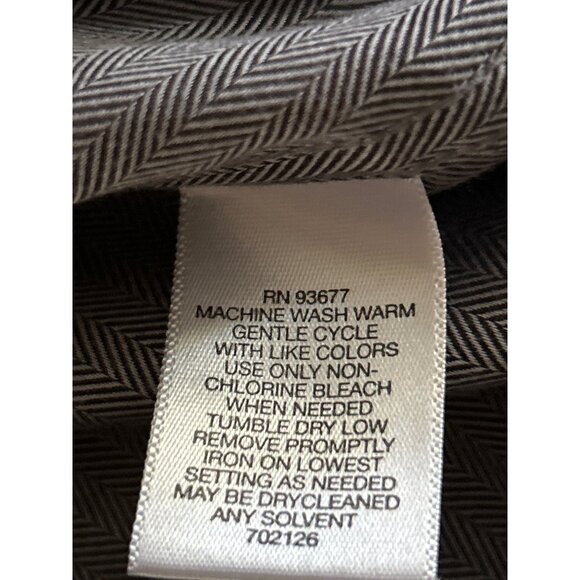 RN 93677
MACHINE WASH WARM
GENTLE CYCLE
WITH LIKE COLORS
USE ONLY NON-
CHLORINE BLEACH
WHEN NEEDED
TUMBLE DRY LOW
REMOVE PROMPTLY
IRON ON LOWEST
SETTING AS NEEDED
MAY BE DRYCLEANED
ANY SOLVENT
702126